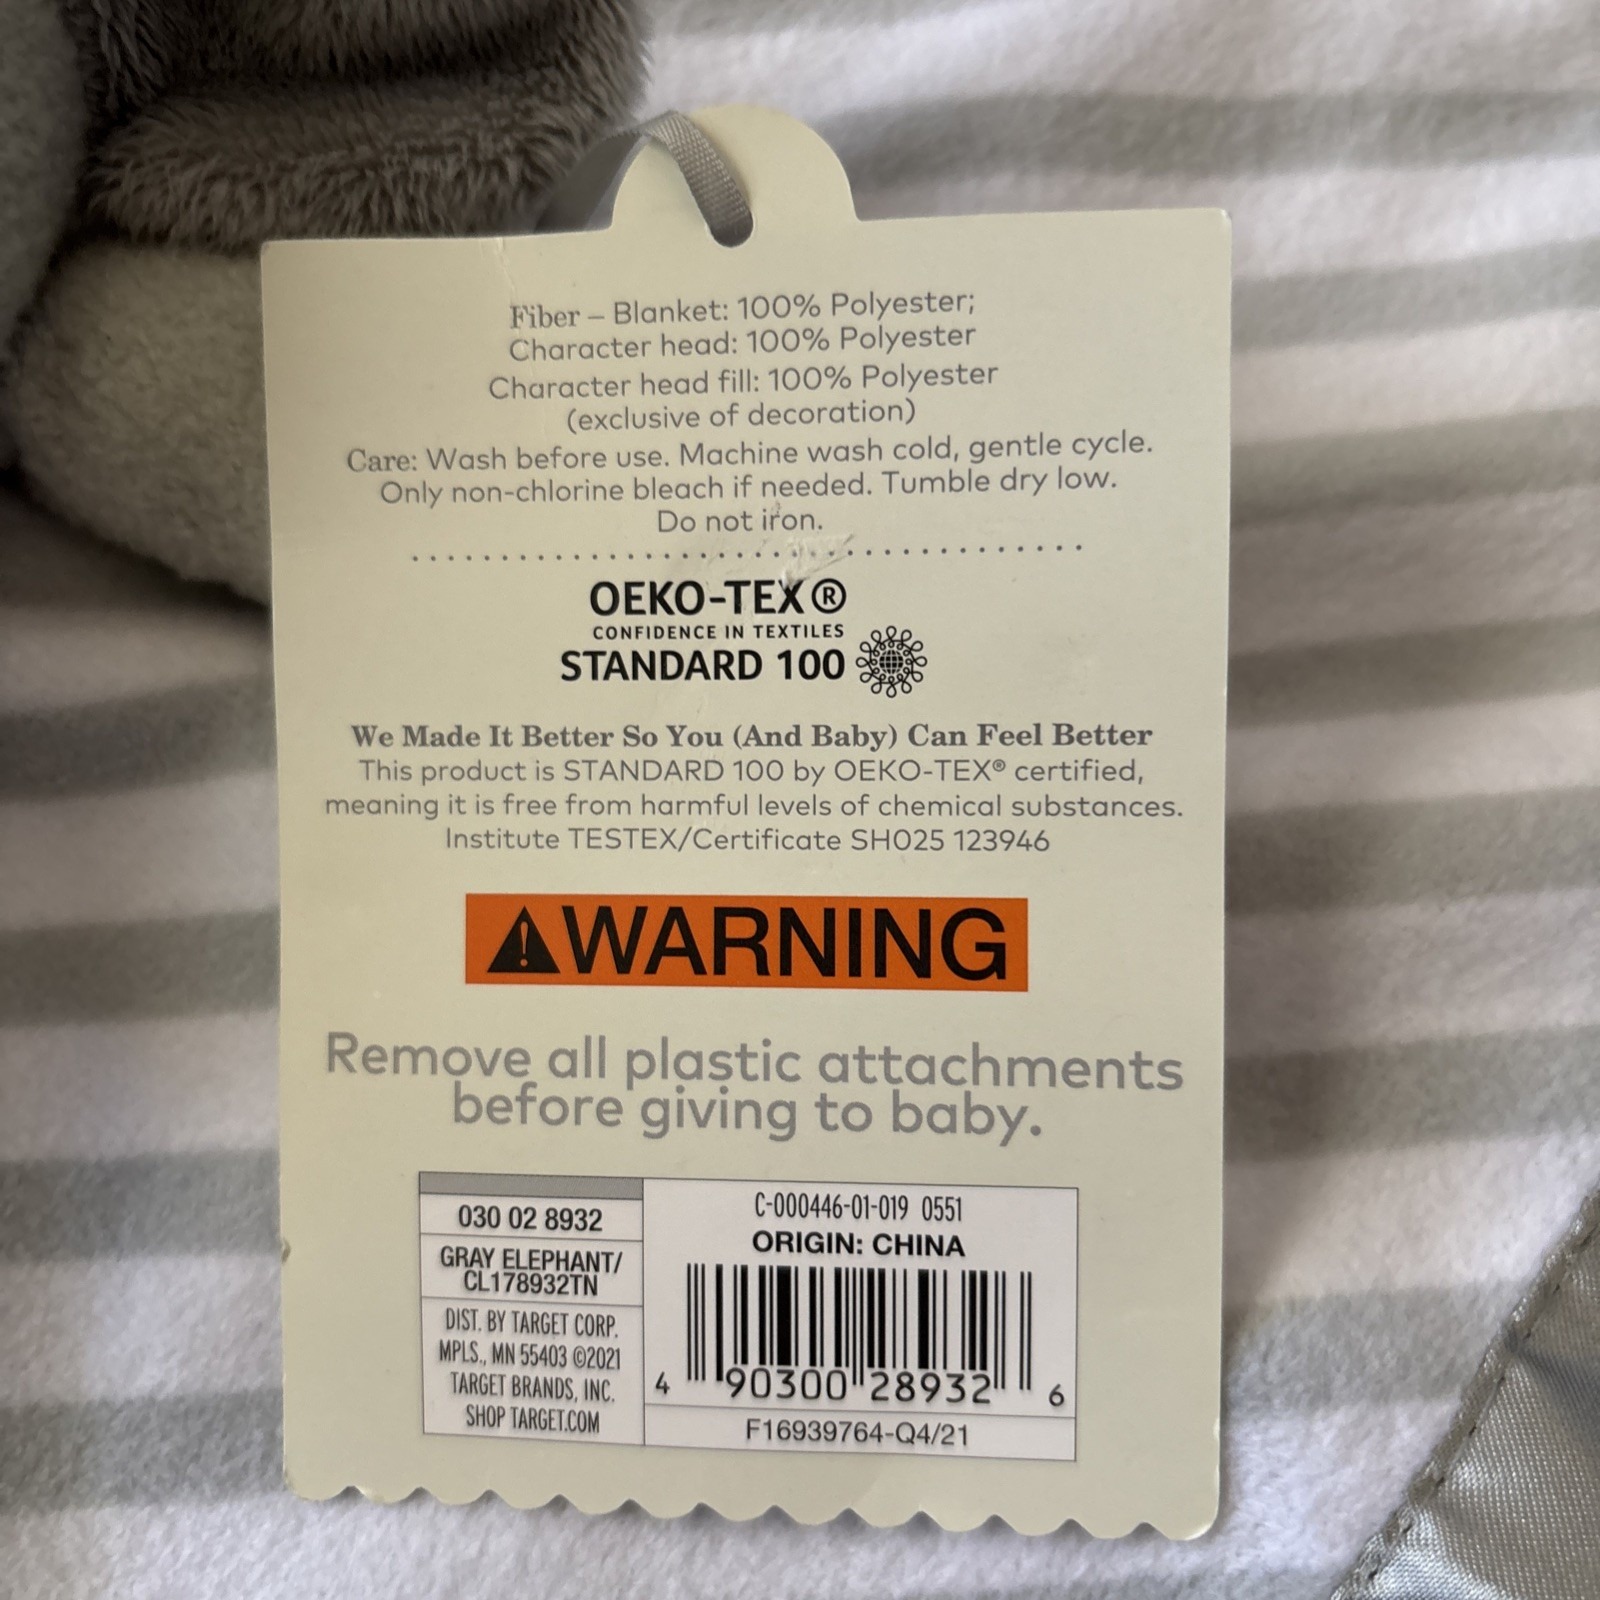 Fiber – Blanket: 100% Polyester;
Character head: 100% Polyester
Character head fill: 100% Polyester
(exclusive of decoration)
Care: Wash before use. Machine wash cold, gentle cycle.
Only non-chlorine bleach if needed. Tumble dry low.
Do not iron.
OEKO-TEX®
CONFIDENCE IN TEXTILES
STANDARD 100
We Made It Better So You (And Baby) Can Feel Better
This product is STANDARD 100 by OEKO-TEX® certified,
meaning it is free from harmful levels of chemical substances.
Institute TESTEX/Certificate SH025 123946
WARNING
Remove all plastic attachments
before giving to baby.
030 02 8932
GRAY ELEPHANT/
CL178932TN
DIST. BY TARGET CORP.
MPLS., MN 55403 ©2021
TARGET BRANDS, INC.
SHOP TARGET.COM
C-000446-01-019 0551
ORIGIN: CHINA
4 90300 28932 6
F16939764-Q4/21